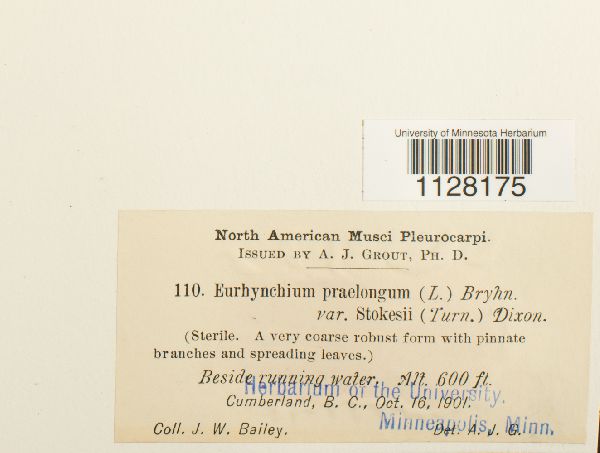 University of Minnesota Herbarium
1128175
North American Musci Pleurocarpi.
Issued by A. J. Grout, Ph. D.
110. Eurhynchium praelongum (L.) Bryhn.
var. Stokesii (Turn.) Dixon.
(Sterile. A very coarse robust form with pinnate
branches and spreading leaves.)
Beside running water. Alt. 600 ft.
Herbarium of the University.
Cumberland, B. C., Oct. 16, 1901.
Minneapolis, Minn.
Coll. J. W. Bailey. Det. A. J. G.